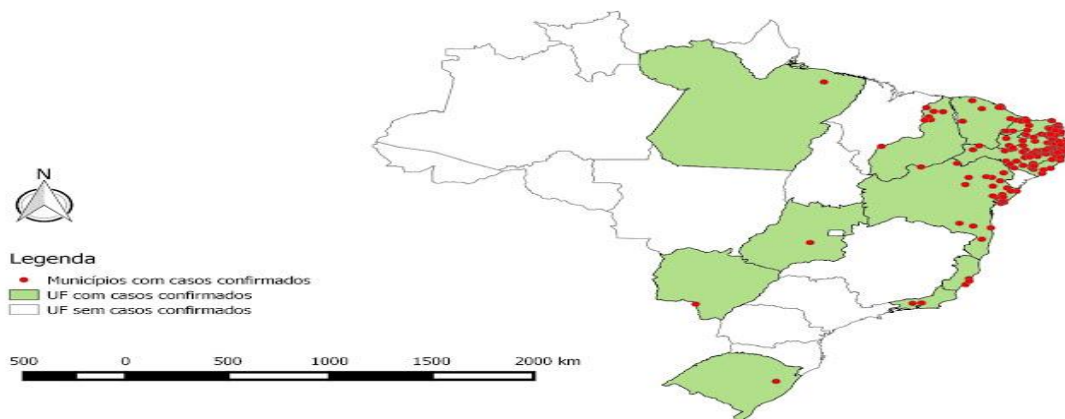 N
Legenda
Municípios com casos confirmados
UF com casos confirmados
UF sem casos confirmados
500 0 500 1000 1500 2000 km